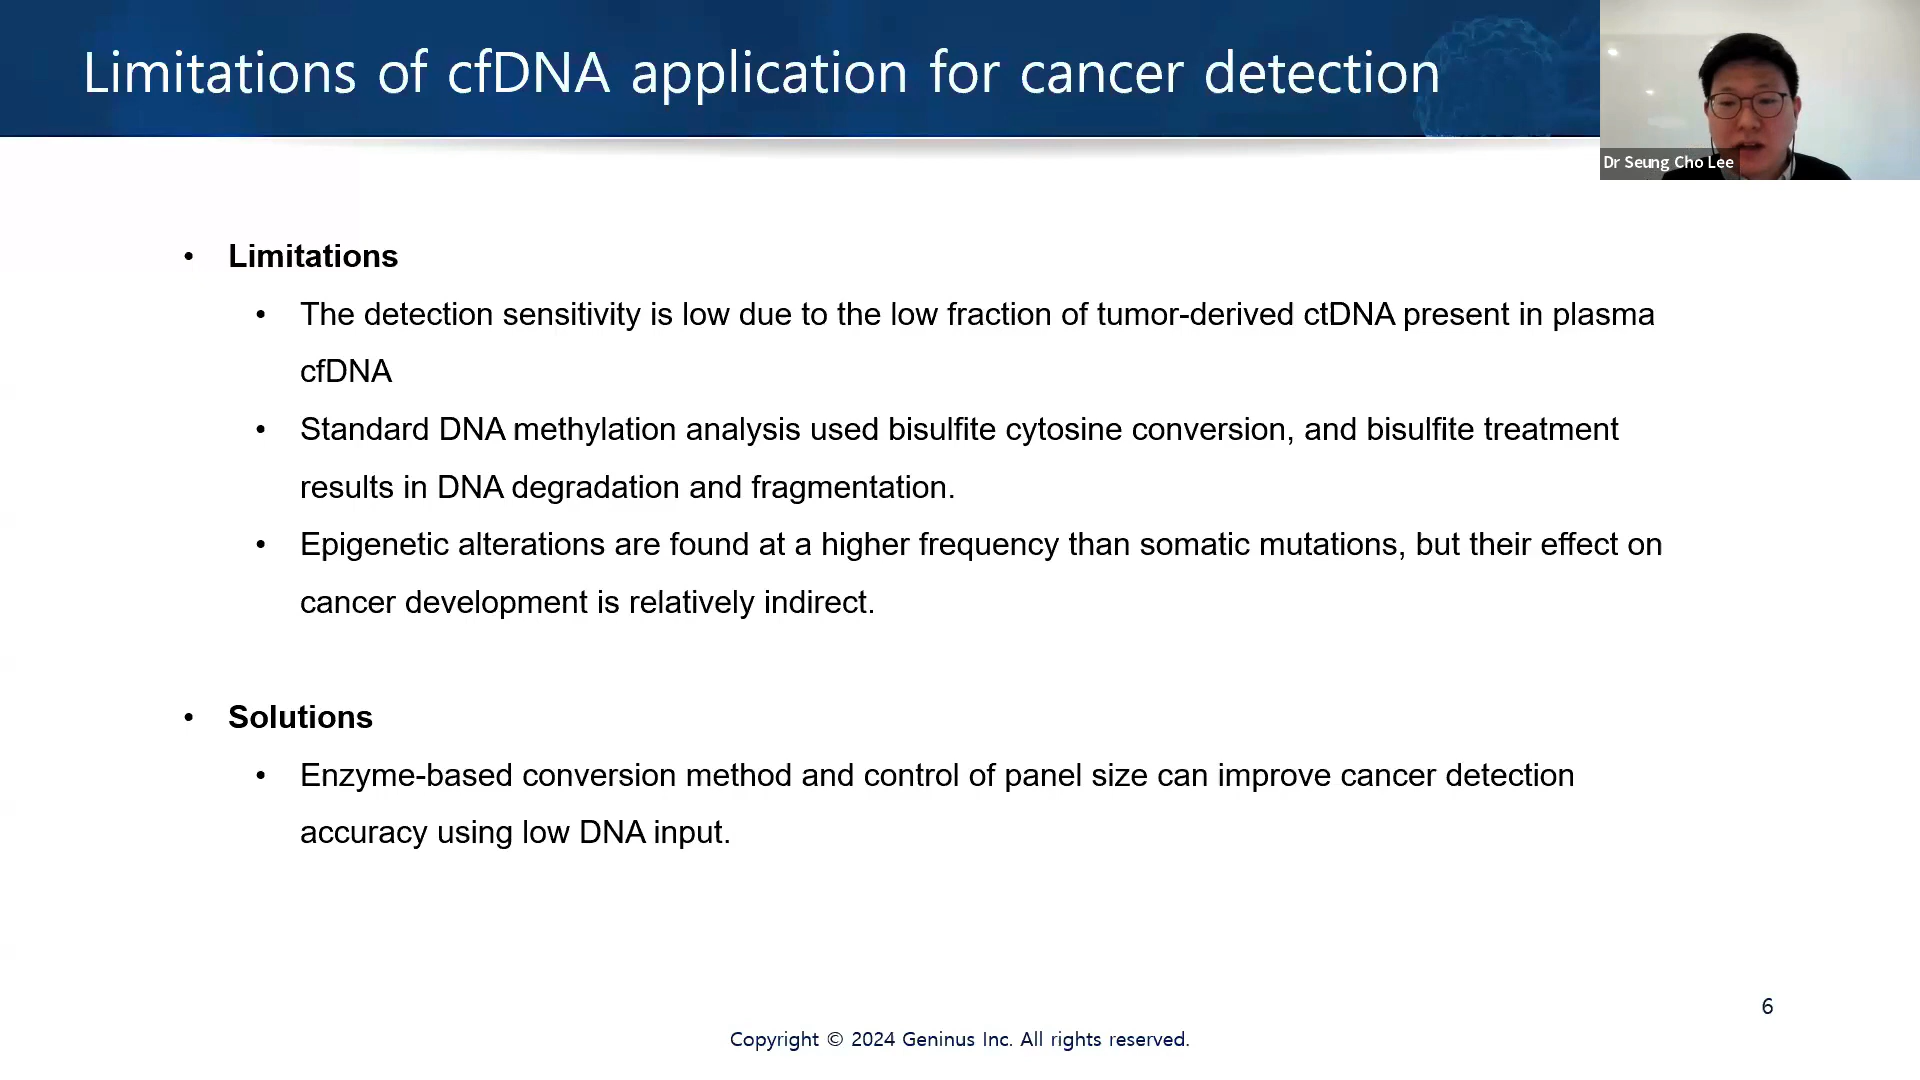 Limitations of cfDNA application for cancer detection
Dr Seung Cho Lee
• Limitations
• The detection sensitivity is low due to the low fraction of tumor-derived ctDNA present in plasma
cfDNA
• Standard DNA methylation analysis used bisulfite cytosine conversion, and bisulfite treatment
results in DNA degradation and fragmentation.
• Epigenetic alterations are found at a higher frequency than somatic mutations, but their effect on
cancer development is relatively indirect.
• Solutions
• Enzyme-based conversion method and control of panel size can improve cancer detection
accuracy using low DNA input.
6
Copyright © 2024 Geninus Inc. All rights reserved.